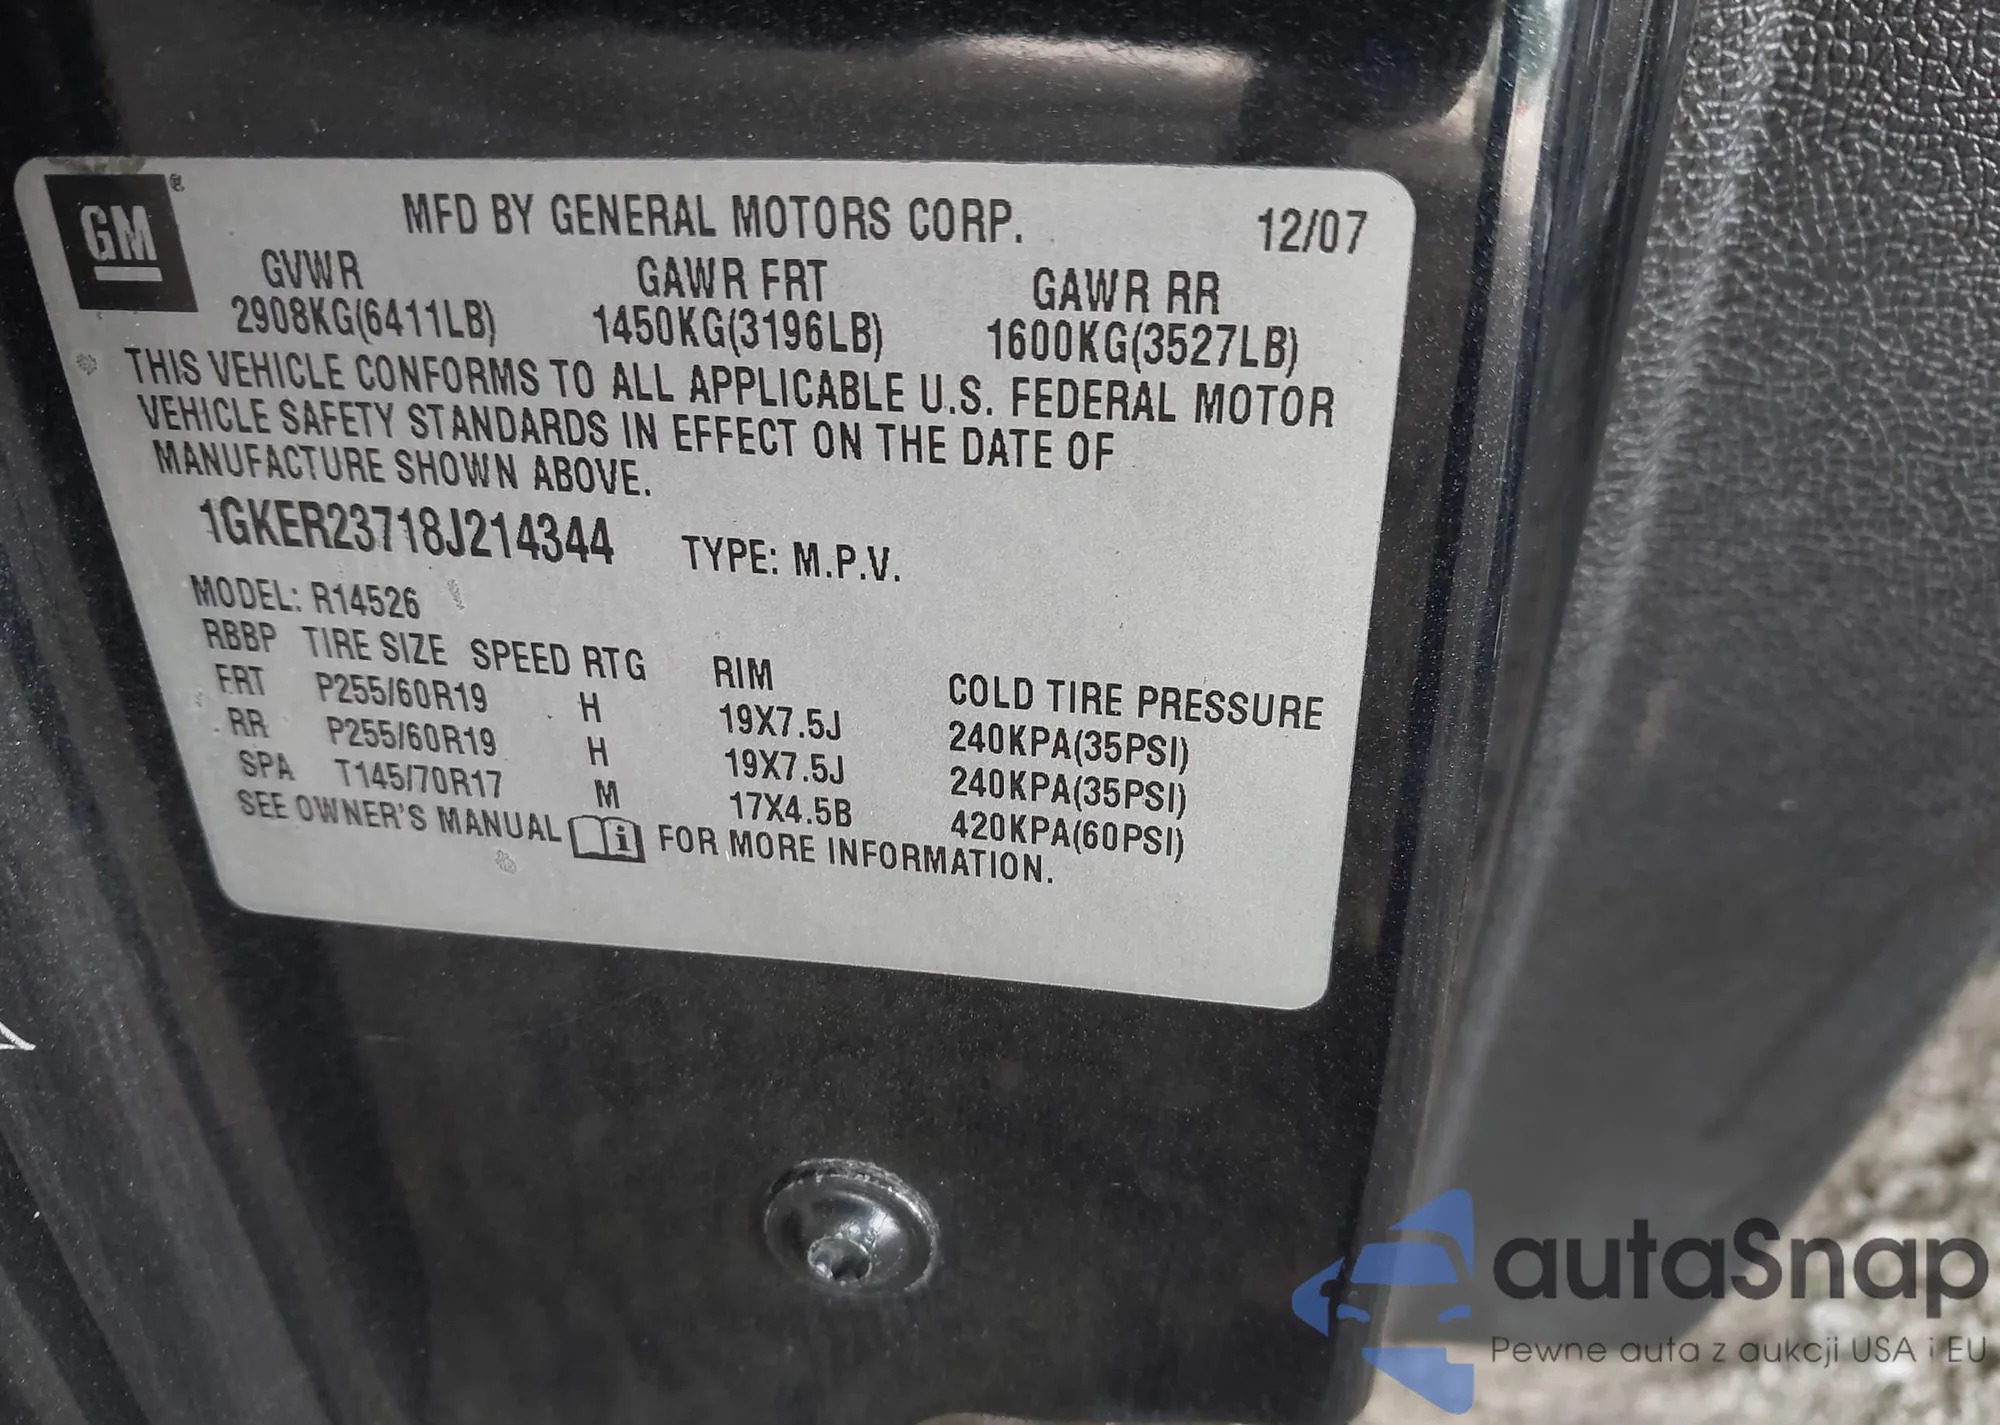 GM®
MFD BY GENERAL MOTORS CORP. 12/07
GVWR GAWR FRT GAWR RR
2908KG(6411LB) 1450KG(3196LB) 1600KG(3527LB)
THIS VEHICLE CONFORMS TO ALL APPLICABLE U.S. FEDERAL MOTOR
VEHICLE SAFETY STANDARDS IN EFFECT ON THE DATE OF
MANUFACTURE SHOWN ABOVE.
1GKER23718J214344 TYPE: M.P.V.
MODEL: R14526
RBBP TIRE SIZE SPEED RTG RIM COLD TIRE PRESSURE
FRT P255/60R19 H 19X7.5J 240KPA(35PSI)
RR P255/60R19 H 19X7.5J 240KPA(35PSI)
SPA T145/70R17 M 17X4.5B 420KPA(60PSI)
SEE OWNER'S MANUAL i FOR MORE INFORMATION.
autaSnap
Pewne auta z aukcji USA i EU